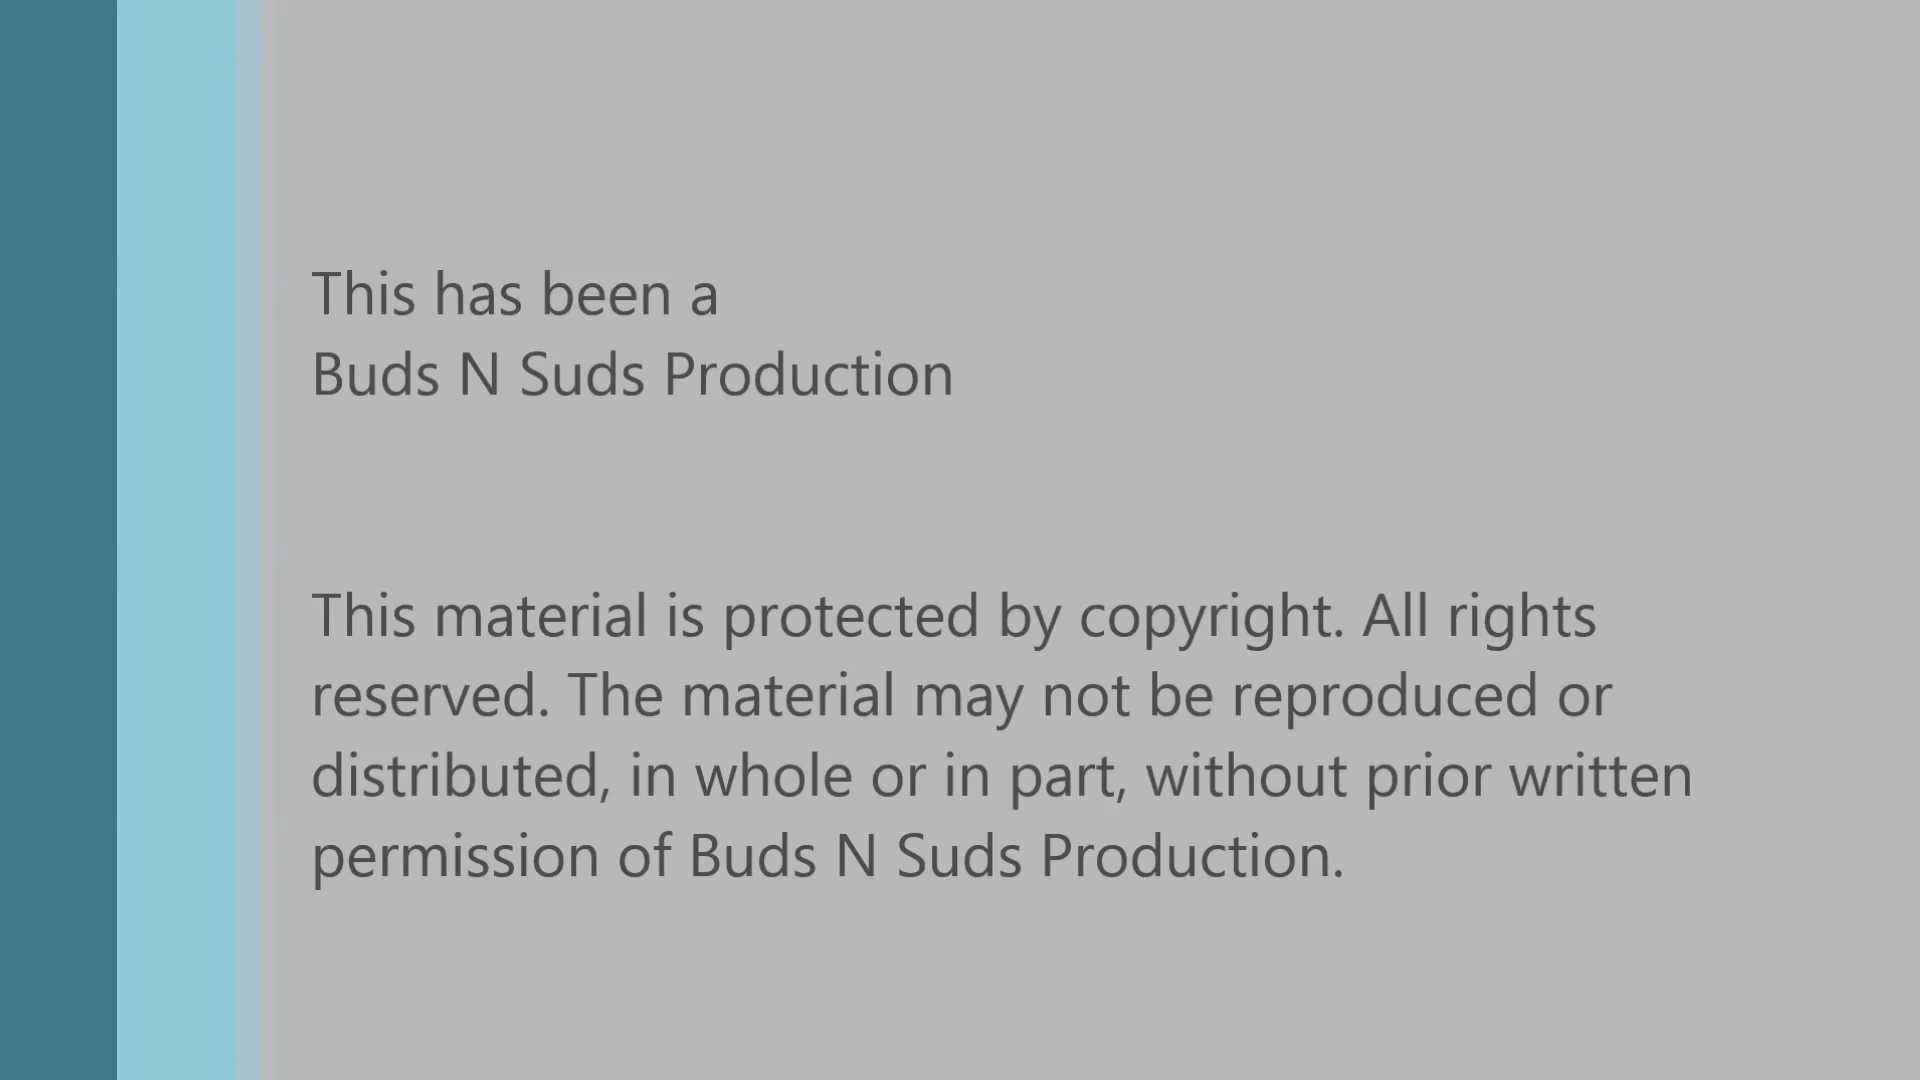 This has been a
Buds N Suds Production
This material is protected by copyright. All rights
reserved. The material may not be reproduced or
distributed, in whole or in part, without prior written
permission of Buds N Suds Production.